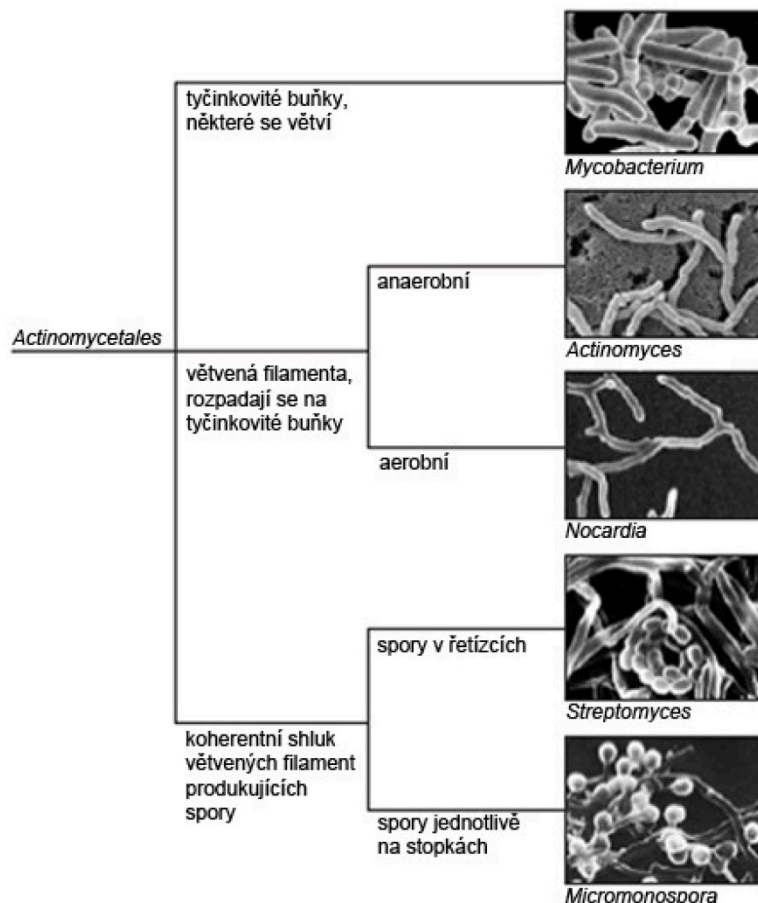 tyčinkovité buňky,
některé se větví
Mycobacterium
anaerobní
Actinomyces
Actinomycetales
větvená filamenta,
rozpadají se na
tyčinkovité buňky
aerobní
Nocardia
spory v řetízcích
Streptomyces
koherentní shluk
větvených filament
produkujících
spory
spory jednotlivě
na stopkách
Micromonospora